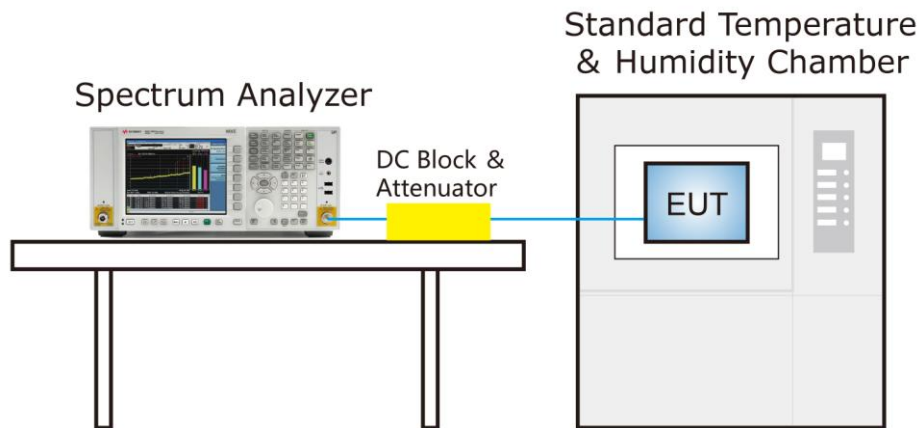 Standard Temperature
& Humidity Chamber
Spectrum Analyzer
DC Block &
Attenuator
EUT